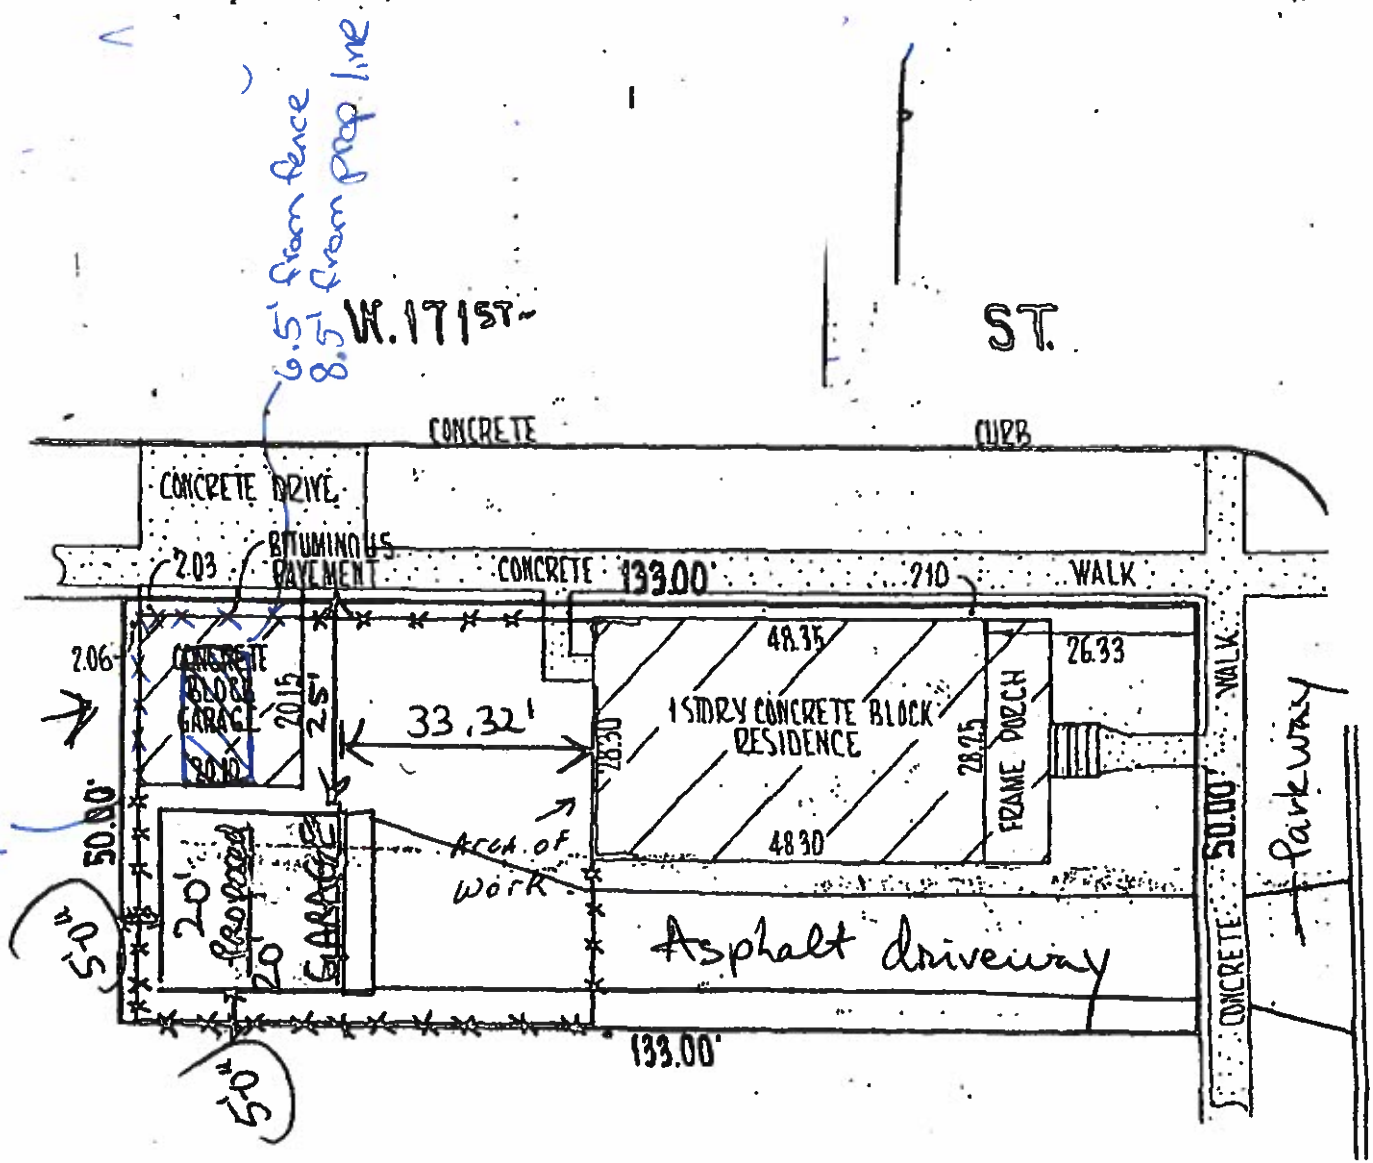 6.5' from fence
8.5' from prop line
W. 171ST
ST.
CONCRETE
CURB
CONCRETE DRIVE
BITUMINOUS
PAVEMENT
2.03
CONCRETE
133.00'
210
WALK
2.06
CONCRETE
BLOCK
GARAGE
20.10
20.15
25'
33.32'
28.30
48.35
1 STORY CONCRETE BLOCK
RESIDENCE
48.30
28.25
FRAME PORCH
26.33
WALK
50.00'
CONCRETE
Parkway
50.00'
20'
Proposed
20'
GARAGE
Area of
work
Asphalt driveway
5'-0"
5'-0"
133.00'